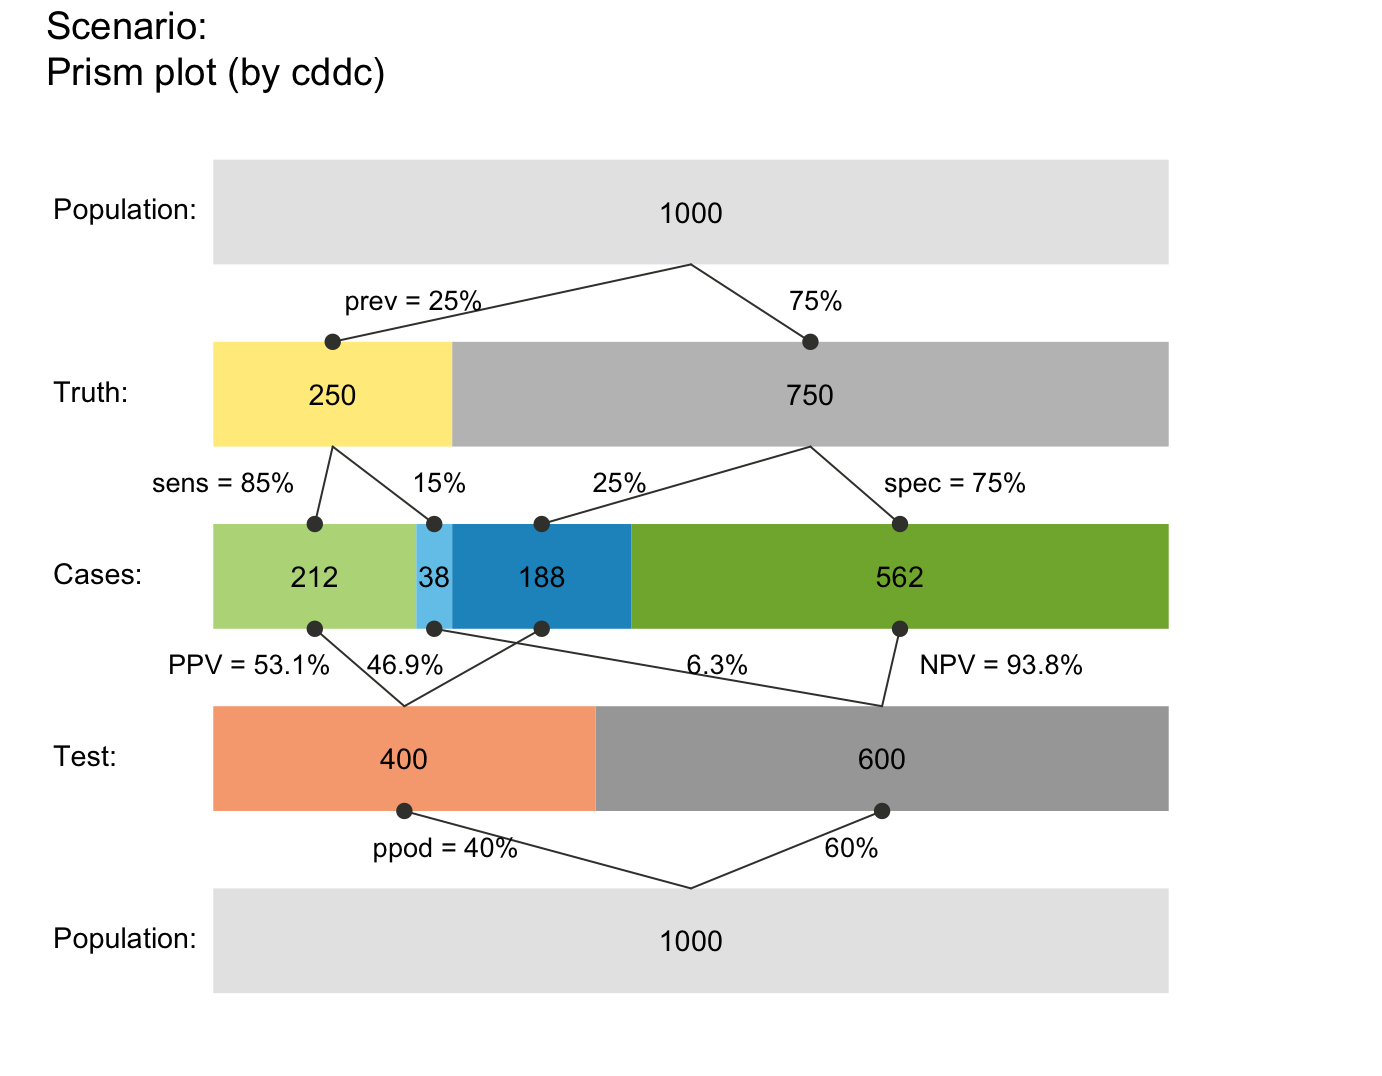 Scenario:
Prism plot (by cddc)
Population:
1000
prev = 25%
75%
Truth:
250
750
sens = 85%
15%
25%
spec = 75%
Cases:
212
38
188
562
PPV = 53.1%
46.9%
6.3%
NPV = 93.8%
Test:
400
600
ppod = 40%
60%
Population:
1000